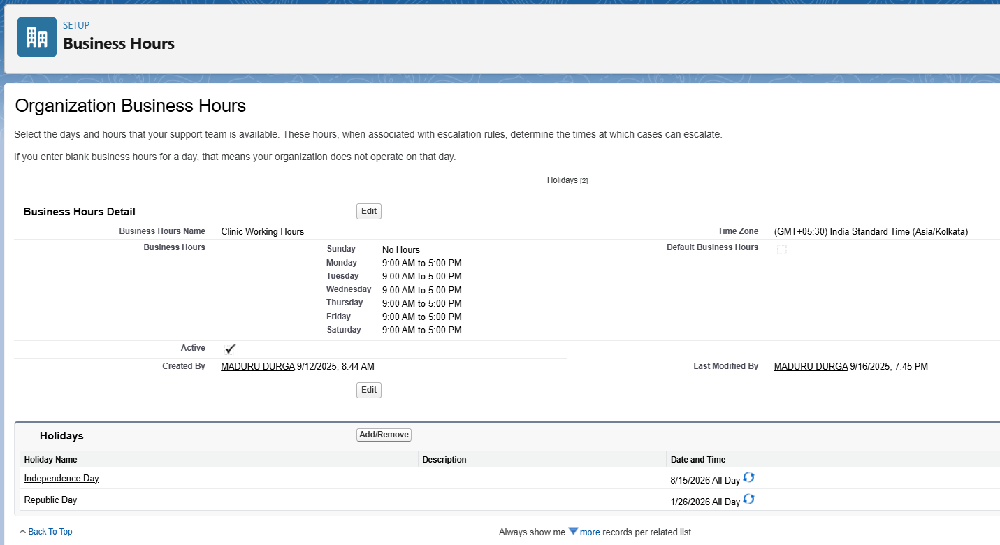 SETUP
Business Hours
Organization Business Hours
Select the days and hours that your support team is available. These hours, when associated with escalation rules, determine the times at which cases can escalate.
If you enter blank business hours for a day, that means your organization does not operate on that day.
Holidays [2]
Business Hours Detail Edit
Business Hours Name Clinic Working Hours Time Zone (GMT+05:30) India Standard Time (Asia/Kolkata)
Business Hours Sunday No Hours Default Business Hours
Monday 9:00 AM to 5:00 PM
Tuesday 9:00 AM to 5:00 PM
Wednesday 9:00 AM to 5:00 PM
Thursday 9:00 AM to 5:00 PM
Friday 9:00 AM to 5:00 PM
Saturday 9:00 AM to 5:00 PM
Active
Created By MADURU DURGA 9/12/2025, 8:44 AM Last Modified By MADURU DURGA 9/16/2025, 7:45 PM
Edit
Holidays Add/Remove
Holiday Name Description Date and Time
Independence Day 8/15/2026 All Day
Republic Day 1/26/2026 All Day
Back To Top Always show me more records per related list